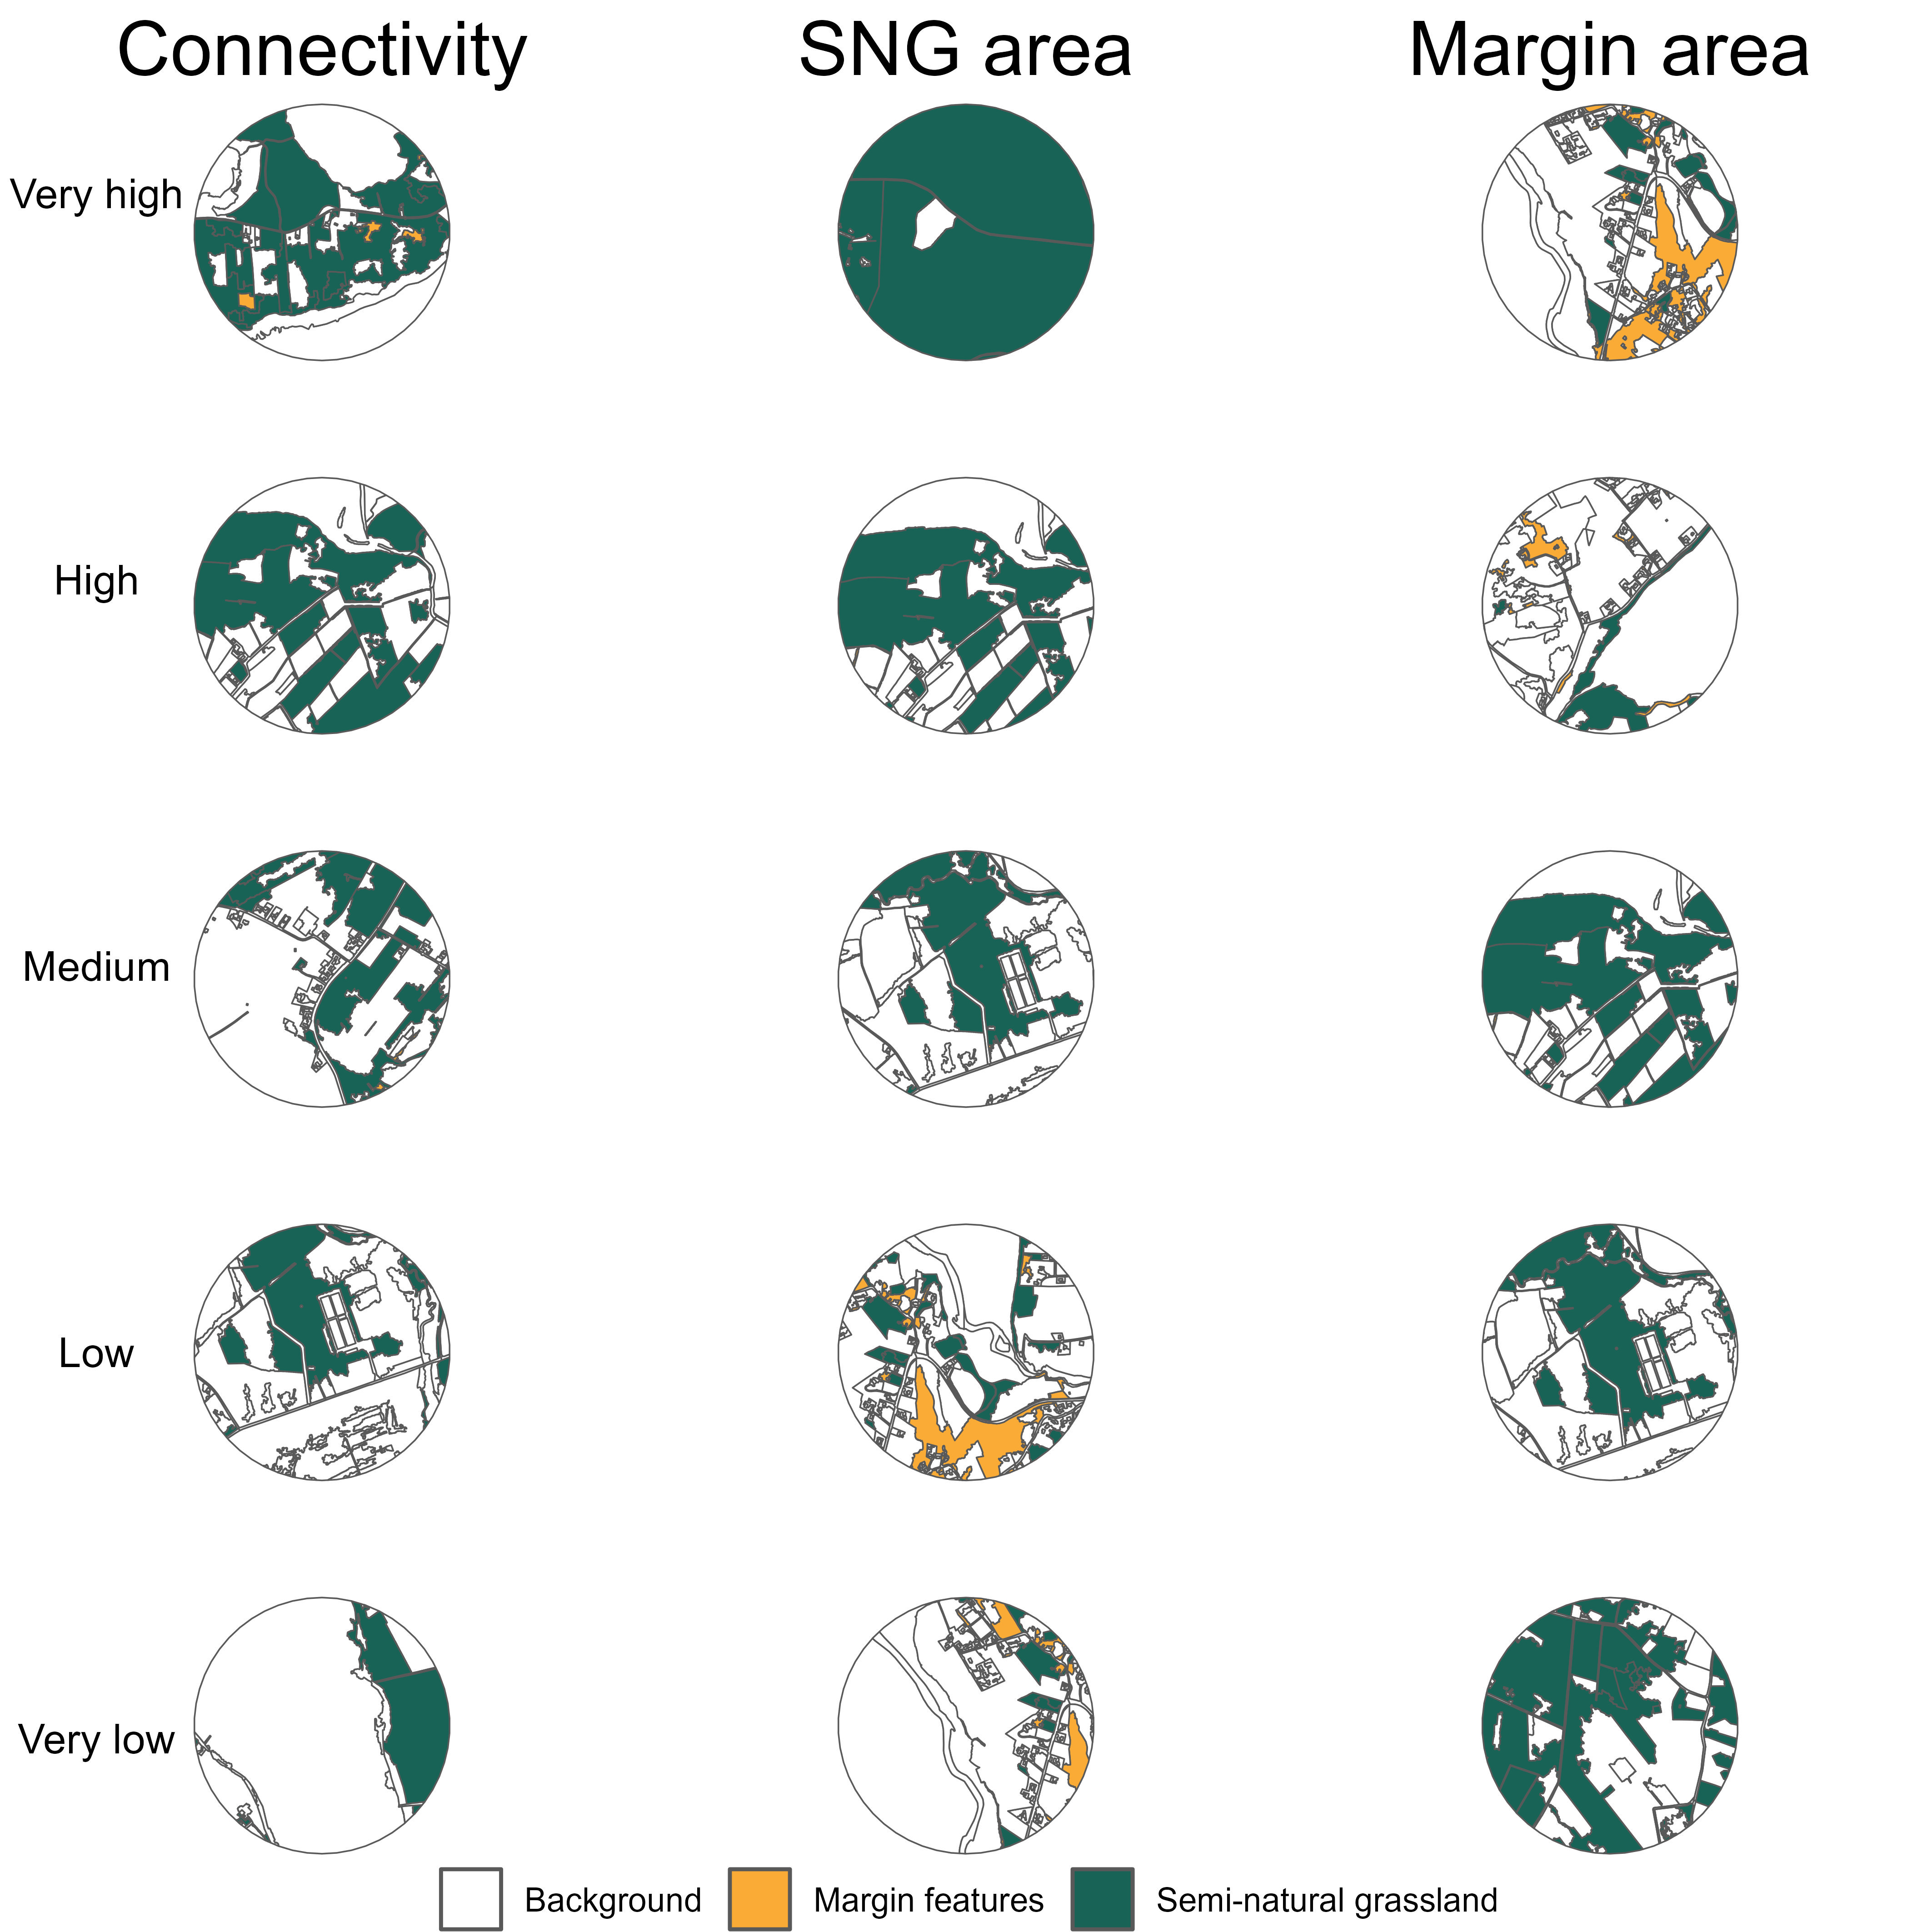 Connectivity SNG area Margin area
Very high
High
Medium
Low
Very low
Background Margin features Semi-natural grassland